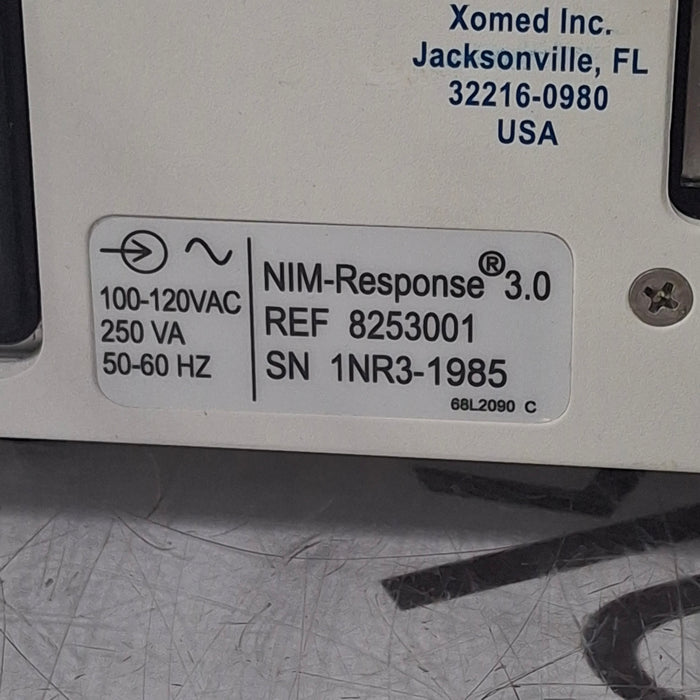 Xomed Inc.
Jacksonville, FL
32216-0980
USA
100-120VAC
250 VA
50-60 HZ
NIM-Response® 3.0
REF 8253001
SN 1NR3-1985
68L2090 C